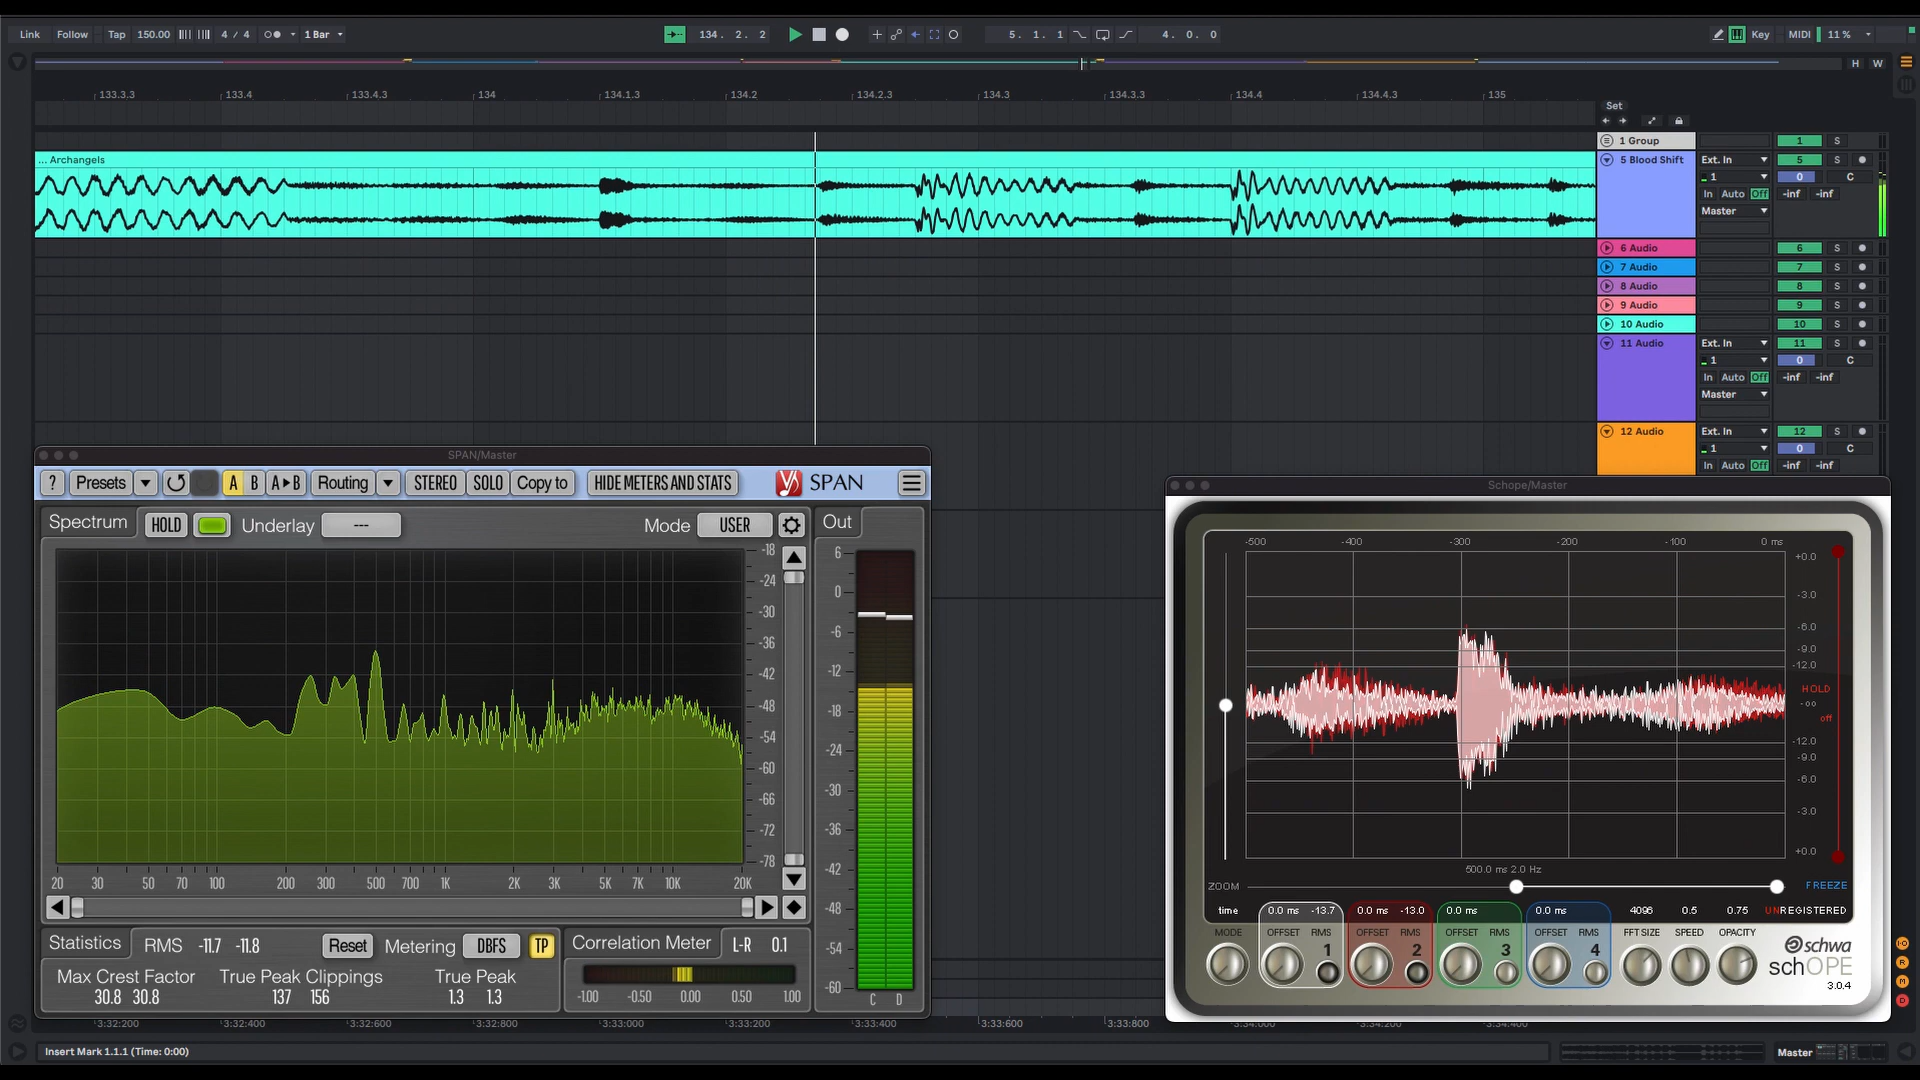 Link Follow Tap 150.00 4 / 4 1 Bar 134. 2. 2 5. 1. 1 4. 0. 0 Key MIDI 11 %
H W
133.3.3 133.4 133.4.3 134 134.1.3 134.2 134.2.3 134.3 134.3.3 134.4 134.4.3 135
Set
1 Group 1 S
... Archangels
5 Blood Shift Ext. In 5 S
1 0 C
In Auto Off -inf -inf
Master
6 Audio 6 S
7 Audio 7 S
8 Audio 8 S
9 Audio 9 S
10 Audio 10 S
11 Audio Ext. In 11 S
1 0 C
In Auto Off -inf -inf
Master
12 Audio Ext. In 12 S
1 0 C
In Auto Off -inf -inf
SPAN/Master
? Presets A B A▸B Routing STEREO SOLO Copy to HIDE METERS AND STATS SPAN
Spectrum HOLD Underlay --- Mode USER Out
-18
-24
-30
-36
-42
-48
-54
-60
-66
-72
-78
20 30 50 70 100 200 300 500 700 1K 2K 3K 5K 7K 10K 20K
6
0
-6
-12
-18
-24
-30
-36
-42
-48
-54
-60
C D
Statistics RMS -11.7 -11.8 Reset Metering DBFS TP
Max Crest Factor True Peak Clippings True Peak
30.8 30.8 137 156 1.3 1.3
Correlation Meter L-R 0.1
-1.00 -0.50 0.00 0.50 1.00
Schope/Master
-500 -400 -300 -200 -100 0 ms
+0.0
-3.0
-6.0
-9.0
-12.0
HOLD
-oo
off
-12.0
-9.0
-6.0
-3.0
+0.0
500.0 ms 2.0 Hz
ZOOM FREEZE
time 0.0 ms -13.7 0.0 ms -13.0 0.0 ms 0.0 ms 4096 0.5 0.75 UNREGISTERED
MODE OFFSET RMS OFFSET RMS OFFSET RMS OFFSET RMS FFT SIZE SPEED OPACITY
1 2 3 4
schwa
schOPE
3.0.4
I·O
R
M
D
3:32:200 3:32:400 3:32:600 3:32:800 3:33:000 3:33:200 3:33:400 3:33:600 3:33:800 3:34:000 3:34:200 3:34:400
Insert Mark 1.1.1 (Time: 0:00) Master